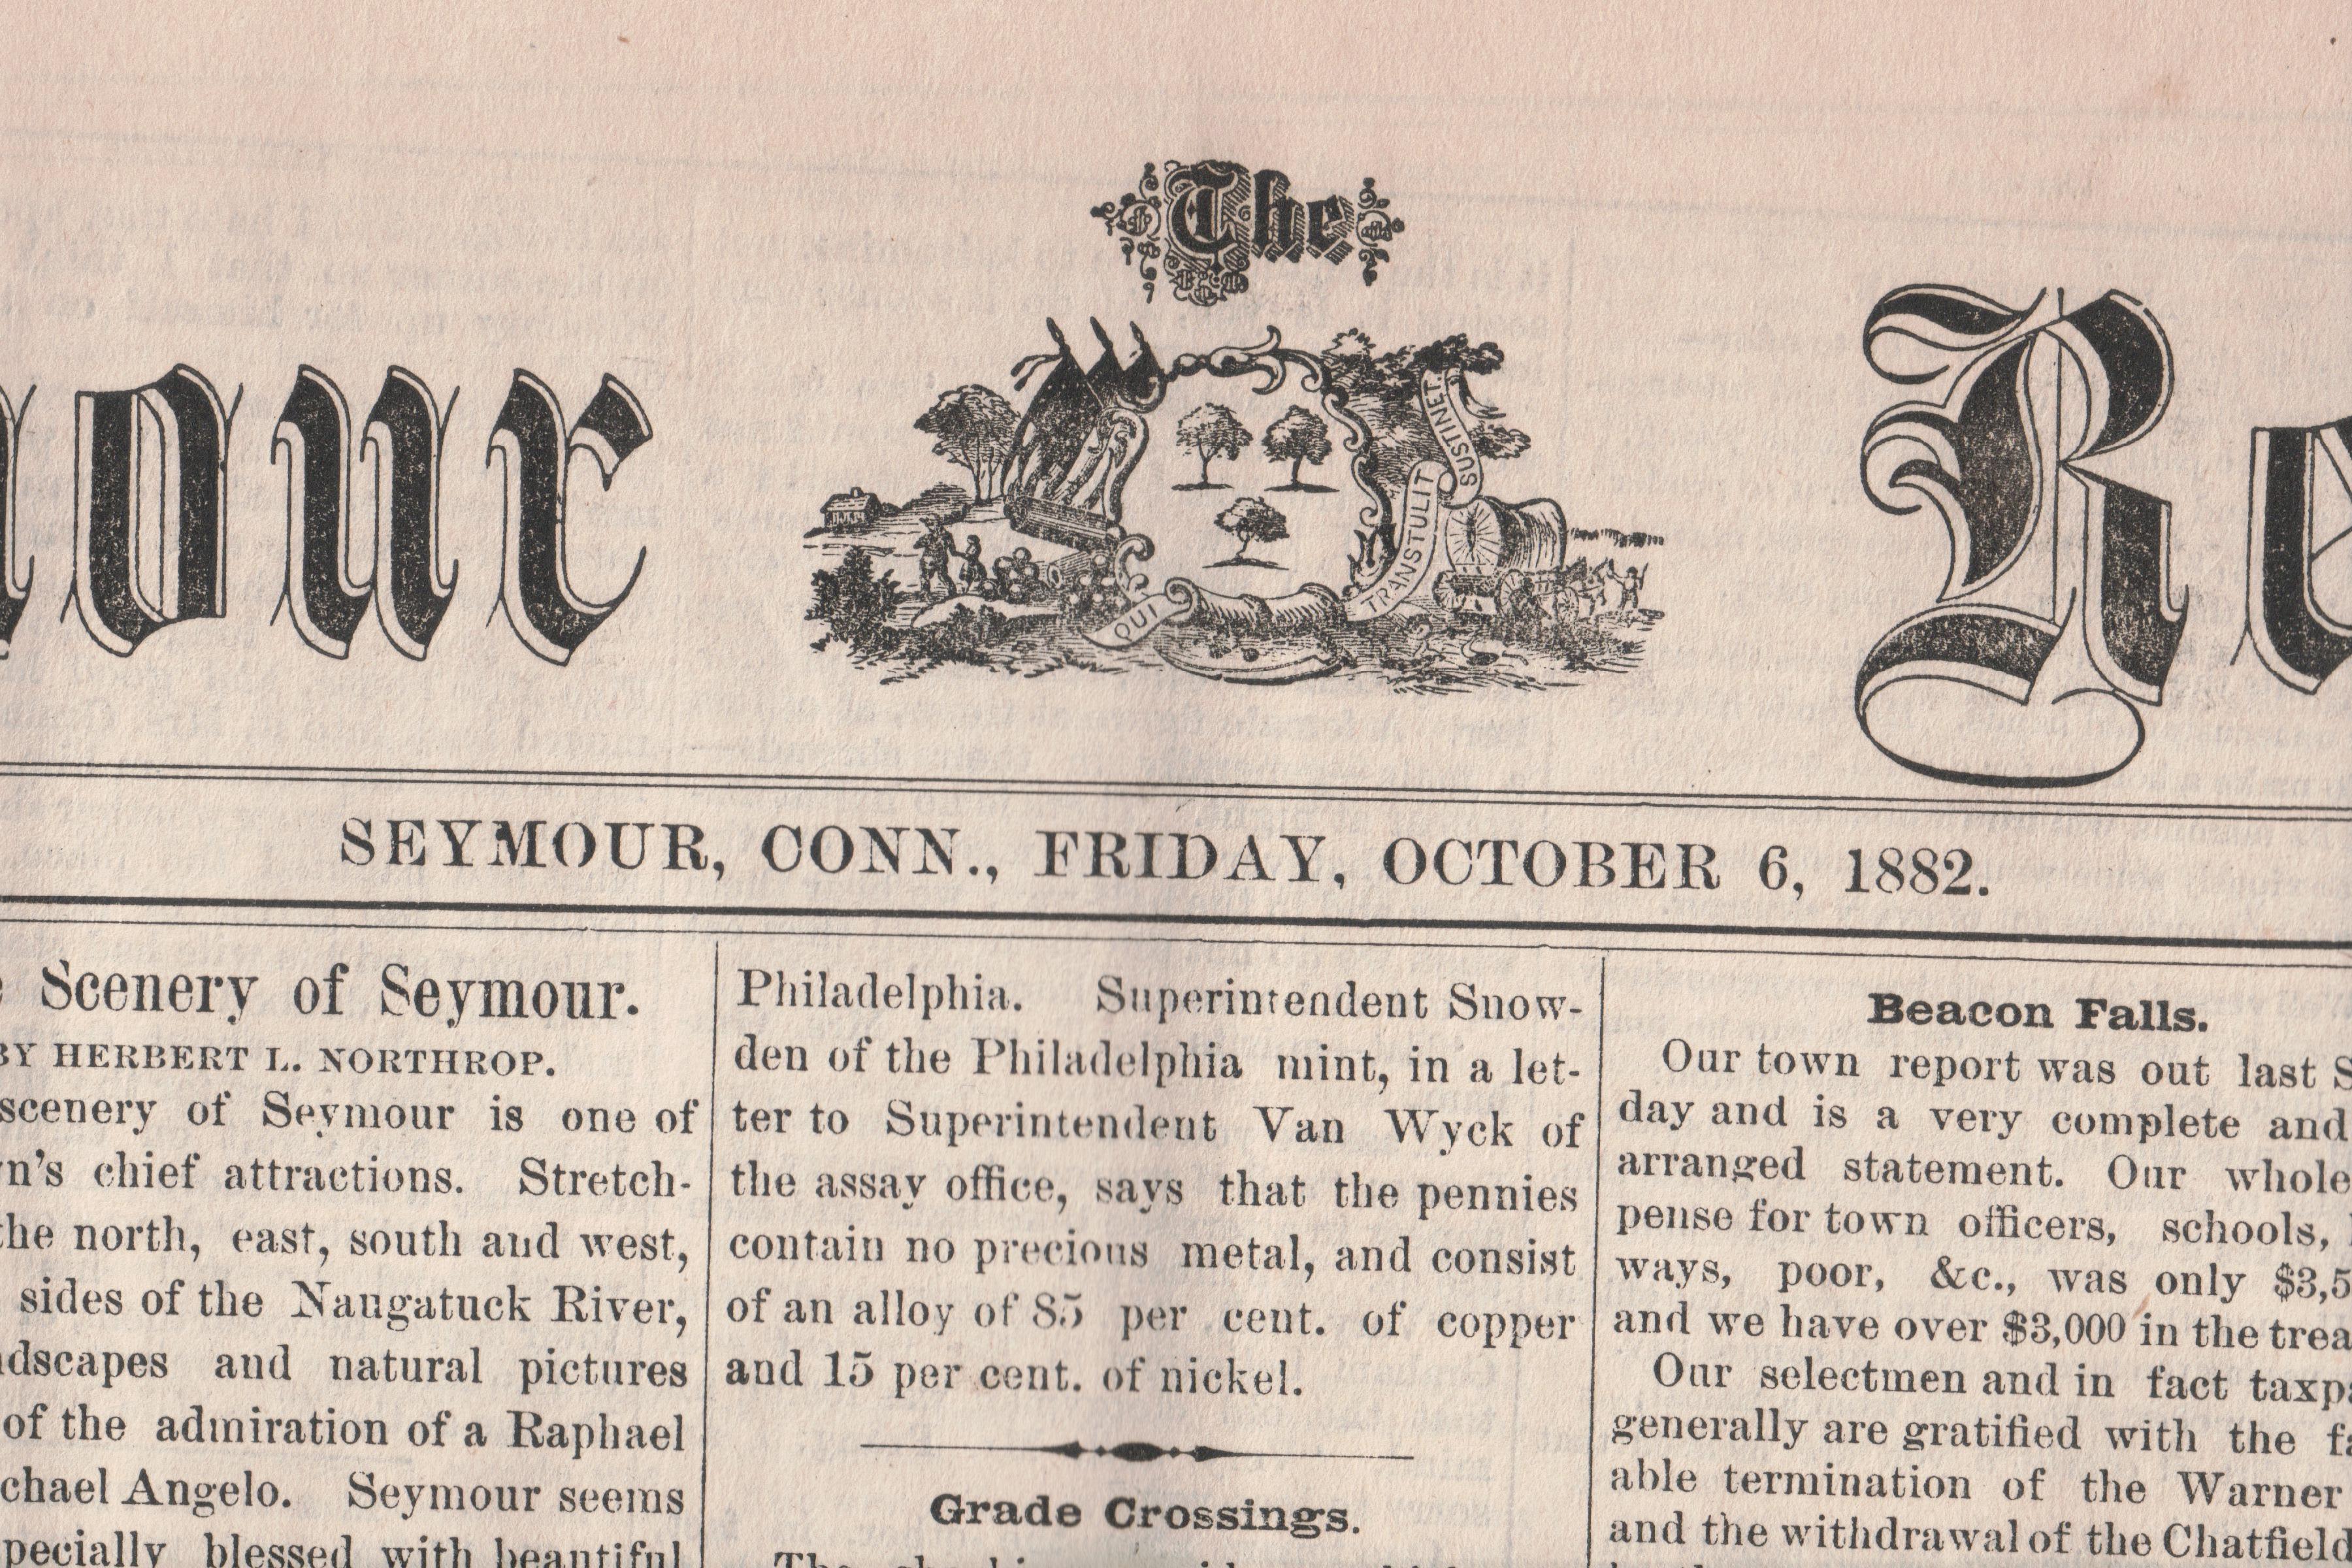 The
our Re
SUSTINET
TRANSTULIT
QUI
SEYMOUR, CONN., FRIDAY, OCTOBER 6, 1882.
Scenery of Seymour.
BY HERBERT L. NORTHROP.
scenery of Seymour is one of
n's chief attractions. Stretch-
the north, east, south and west,
sides of the Naugatuck River,
dscapes and natural pictures
of the admiration of a Raphael
chael Angelo. Seymour seems
pecially blessed with beautiful
Philadelphia. Superintendent Snow-
den of the Philadelphia mint, in a let-
ter to Superintendent Van Wyck of
the assay office, says that the pennies
contain no precious metal, and consist
of an alloy of 85 per cent. of copper
and 15 per cent. of nickel.
Grade Crossings.
Beacon Falls.
Our town report was out last S
day and is a very complete and
arranged statement. Our whole
pense for town officers, schools,
ways, poor, &c., was only $3,5
and we have over $3,000 in the trea
Our selectmen and in fact taxp
generally are gratified with the f
able termination of the Warner
and the withdrawal of the Chatfield